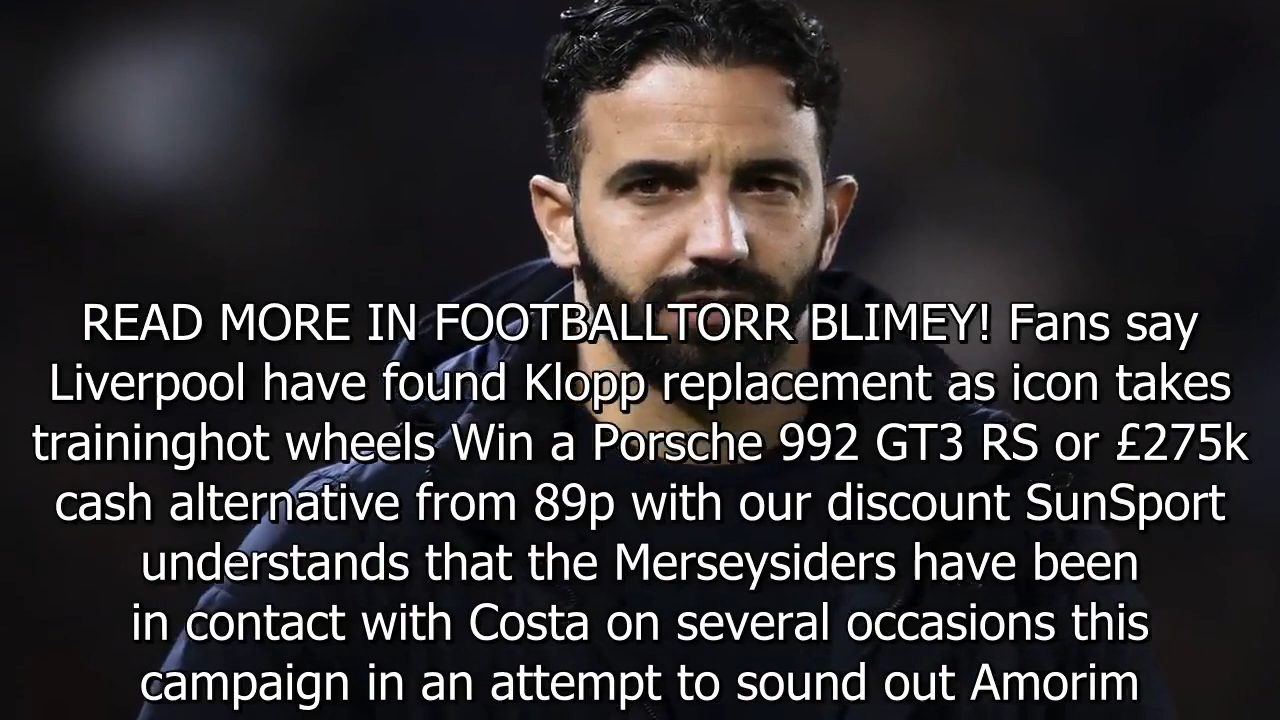 READ MORE IN FOOTBALLTORR BLIMEY! Fans say
Liverpool have found Klopp replacement as icon takes
traininghot wheels Win a Porsche 992 GT3 RS or £275k
cash alternative from 89p with our discount SunSport
understands that the Merseysiders have been
in contact with Costa on several occasions this
campaign in an attempt to sound out Amorim